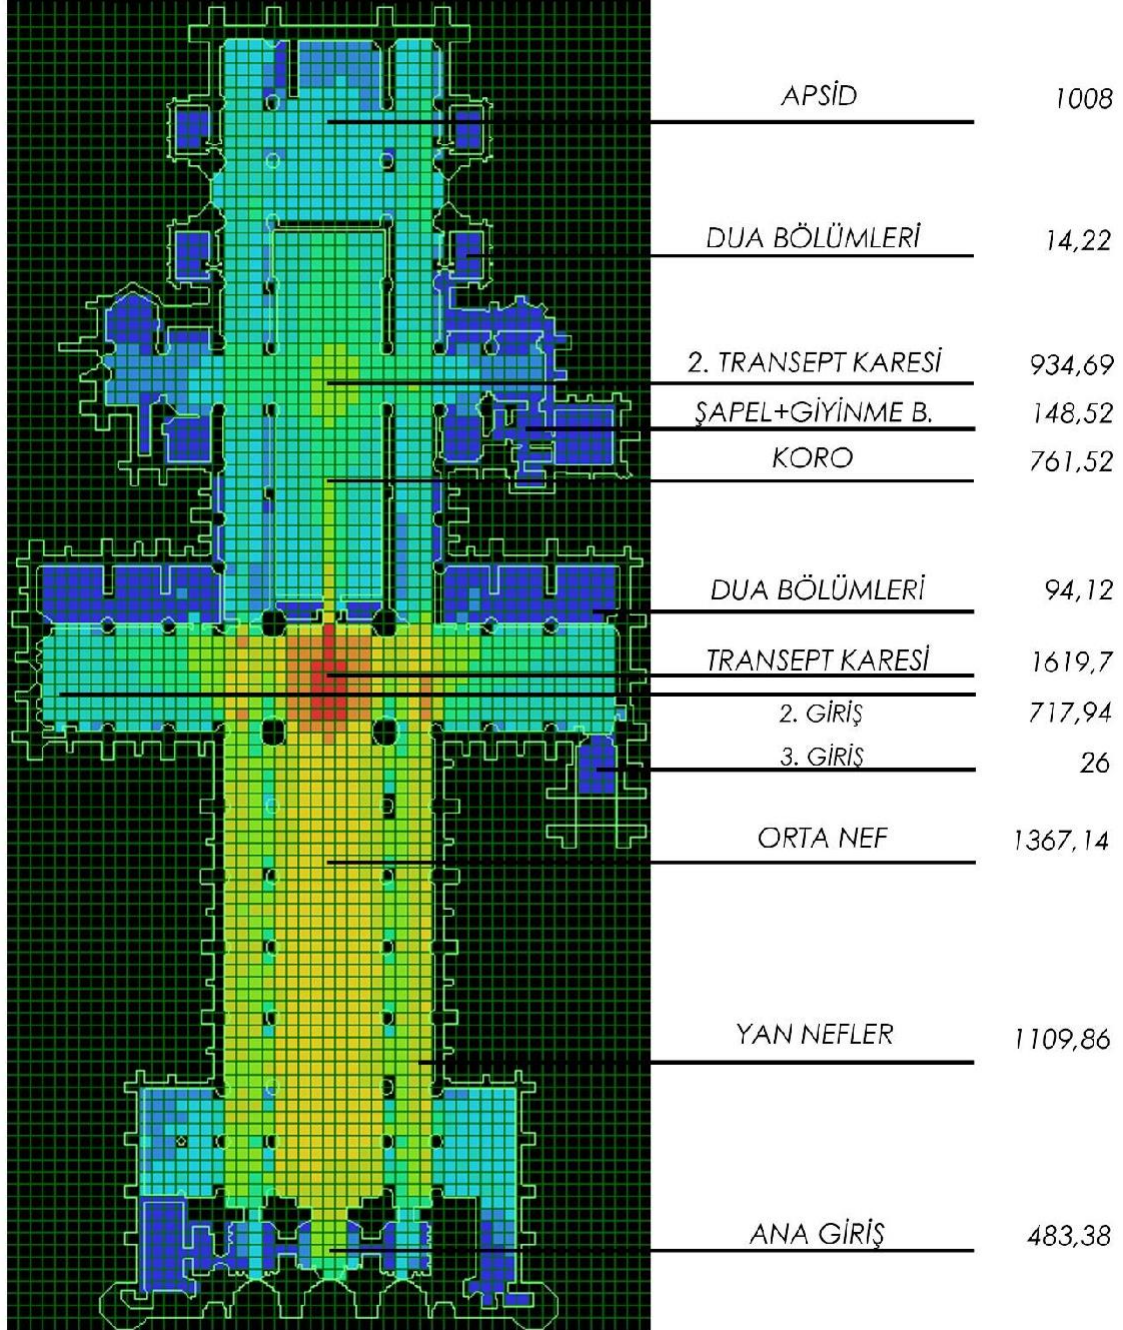 APSİD 1008
DUA BÖLÜMLERİ 14,22
2. TRANSEPT KARESİ 934,69
ŞAPEL+GİYİNME B. 148,52
KORO 761,52
DUA BÖLÜMLERİ 94,12
TRANSEPT KARESİ 1619,7
2. GİRİŞ 717,94
3. GİRİŞ 26
ORTA NEF 1367,14
YAN NEFLER 1109,86
ANA GİRİŞ 483,38